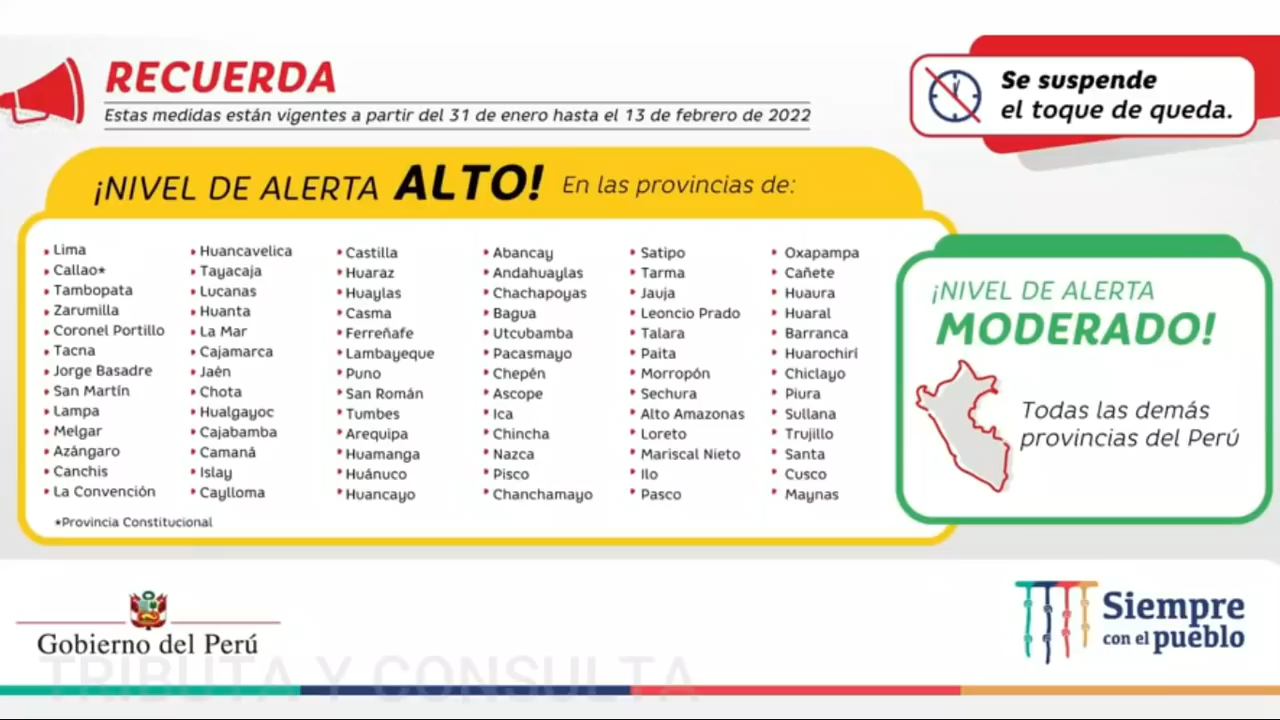 RECUERDA
Estas medidas están vigentes a partir del 31 de enero hasta el 13 de febrero de 2022
Se suspende
el toque de queda.
¡NIVEL DE ALERTA ALTO! En las provincias de:
Lima
Callao*
Tambopata
Zarumilla
Coronel Portillo
Tacna
Jorge Basadre
San Martín
Lampa
Melgar
Azángaro
Canchis
La Convención
*Provincia Constitucional
Huancavelica
Tayacaja
Lucanas
Huanta
La Mar
Cajamarca
Jaén
Chota
Hualgayoc
Cajabamba
Camaná
Islay
Caylloma
Castilla
Huaraz
Huaylas
Casma
Ferreñafe
Lambayeque
Puno
San Román
Tumbes
Arequipa
Huamanga
Huánuco
Huancayo
Abancay
Andahuaylas
Chachapoyas
Bagua
Utcubamba
Pacasmayo
Chepén
Ascope
Ica
Chincha
Nazca
Pisco
Chanchamayo
Satipo
Tarma
Jauja
Leoncio Prado
Talara
Paita
Morropón
Sechura
Alto Amazonas
Loreto
Mariscal Nieto
Ilo
Pasco
Oxapampa
Cañete
Huaura
Huaral
Barranca
Huarochirí
Chiclayo
Piura
Sullana
Trujillo
Santa
Cusco
Maynas
¡NIVEL DE ALERTA
MODERADO!
Todas las demás
provincias del Perú
Gobierno del Perú
Siempre
con el pueblo
TRIBUTA Y CONSULTA